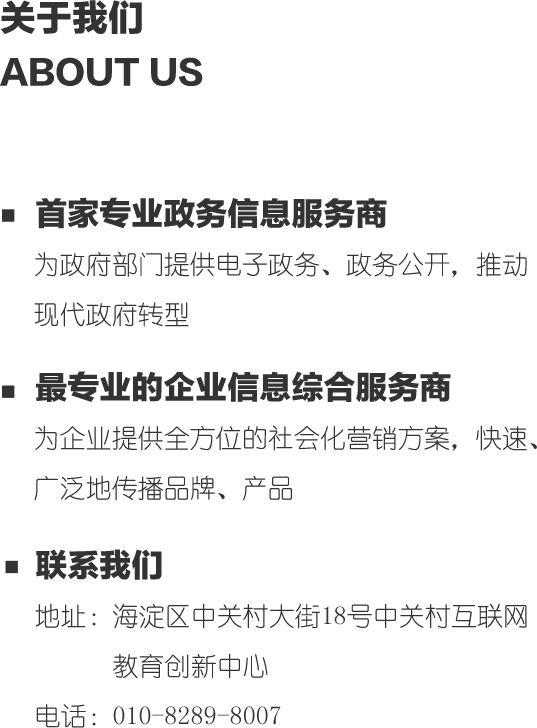 关于我们
ABOUT US
■ 首家专业政务信息服务商
为政府部门提供电子政务、政务公开，推动
现代政府转型
■ 最专业的企业信息综合服务商
为企业提供全方位的社会化营销方案，快速、
广泛地传播品牌、产品
■ 联系我们
地址：海淀区中关村大街18号中关村互联网
教育创新中心
电话：010-8289-8007